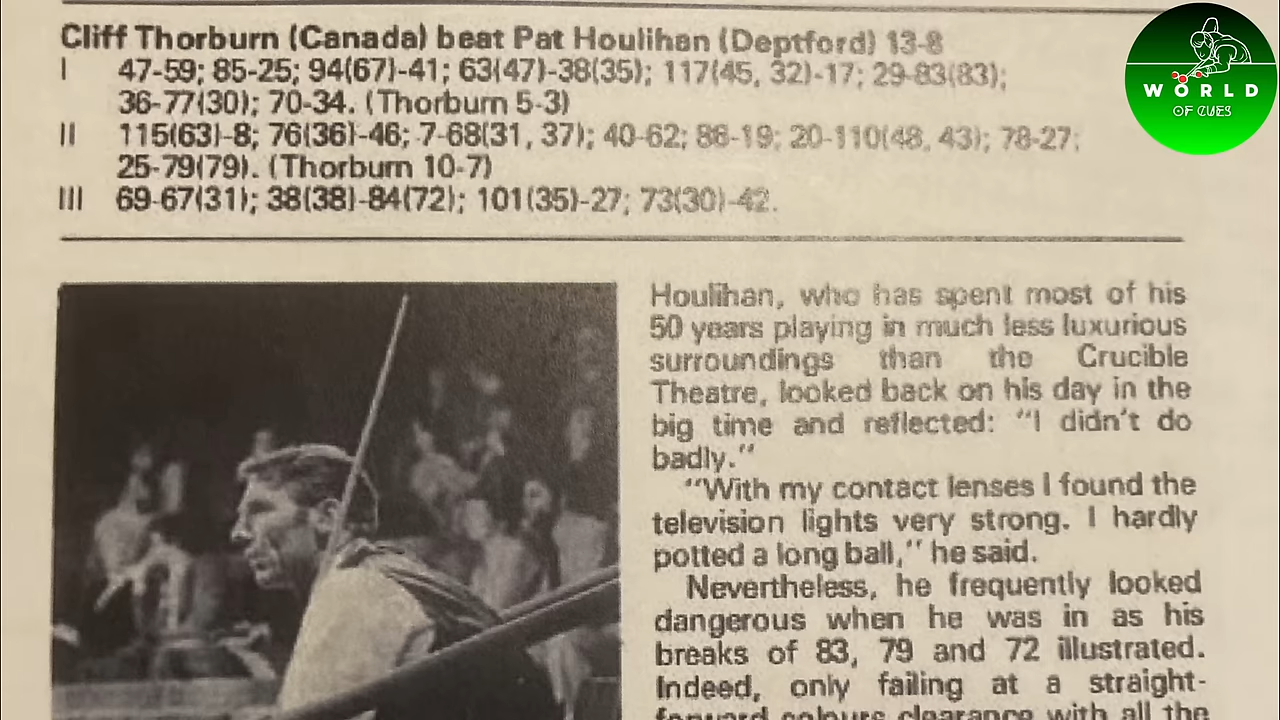 Cliff Thorburn (Canada) beat Pat Houlihan (Deptford) 13-8
I 47-59; 85-25; 94(67)-41; 63(47)-38(35); 117(45, 32)-17; 29-83(83);
36-77(30); 70-34. (Thorburn 5-3)
II 115(63)-8; 76(36)-46; 7-68(31, 37); 40-62; 86-19; 20-110(48, 43); 78-27;
25-79(79). (Thorburn 10-7)
III 69-67(31); 38(38)-84(72); 101(35)-27; 73(30)-42.
WORLD
OF CUES
Houlihan, who has spent most of his
50 years playing in much less luxurious
surroundings than the Crucible
Theatre, looked back on his day in the
big time and reflected: "I didn't do
badly."
"With my contact lenses I found the
television lights very strong. I hardly
potted a long ball," he said.
Nevertheless, he frequently looked
dangerous when he was in as his
breaks of 83, 79 and 72 illustrated.
Indeed, only failing at a straight-
forward colours clearance with all the